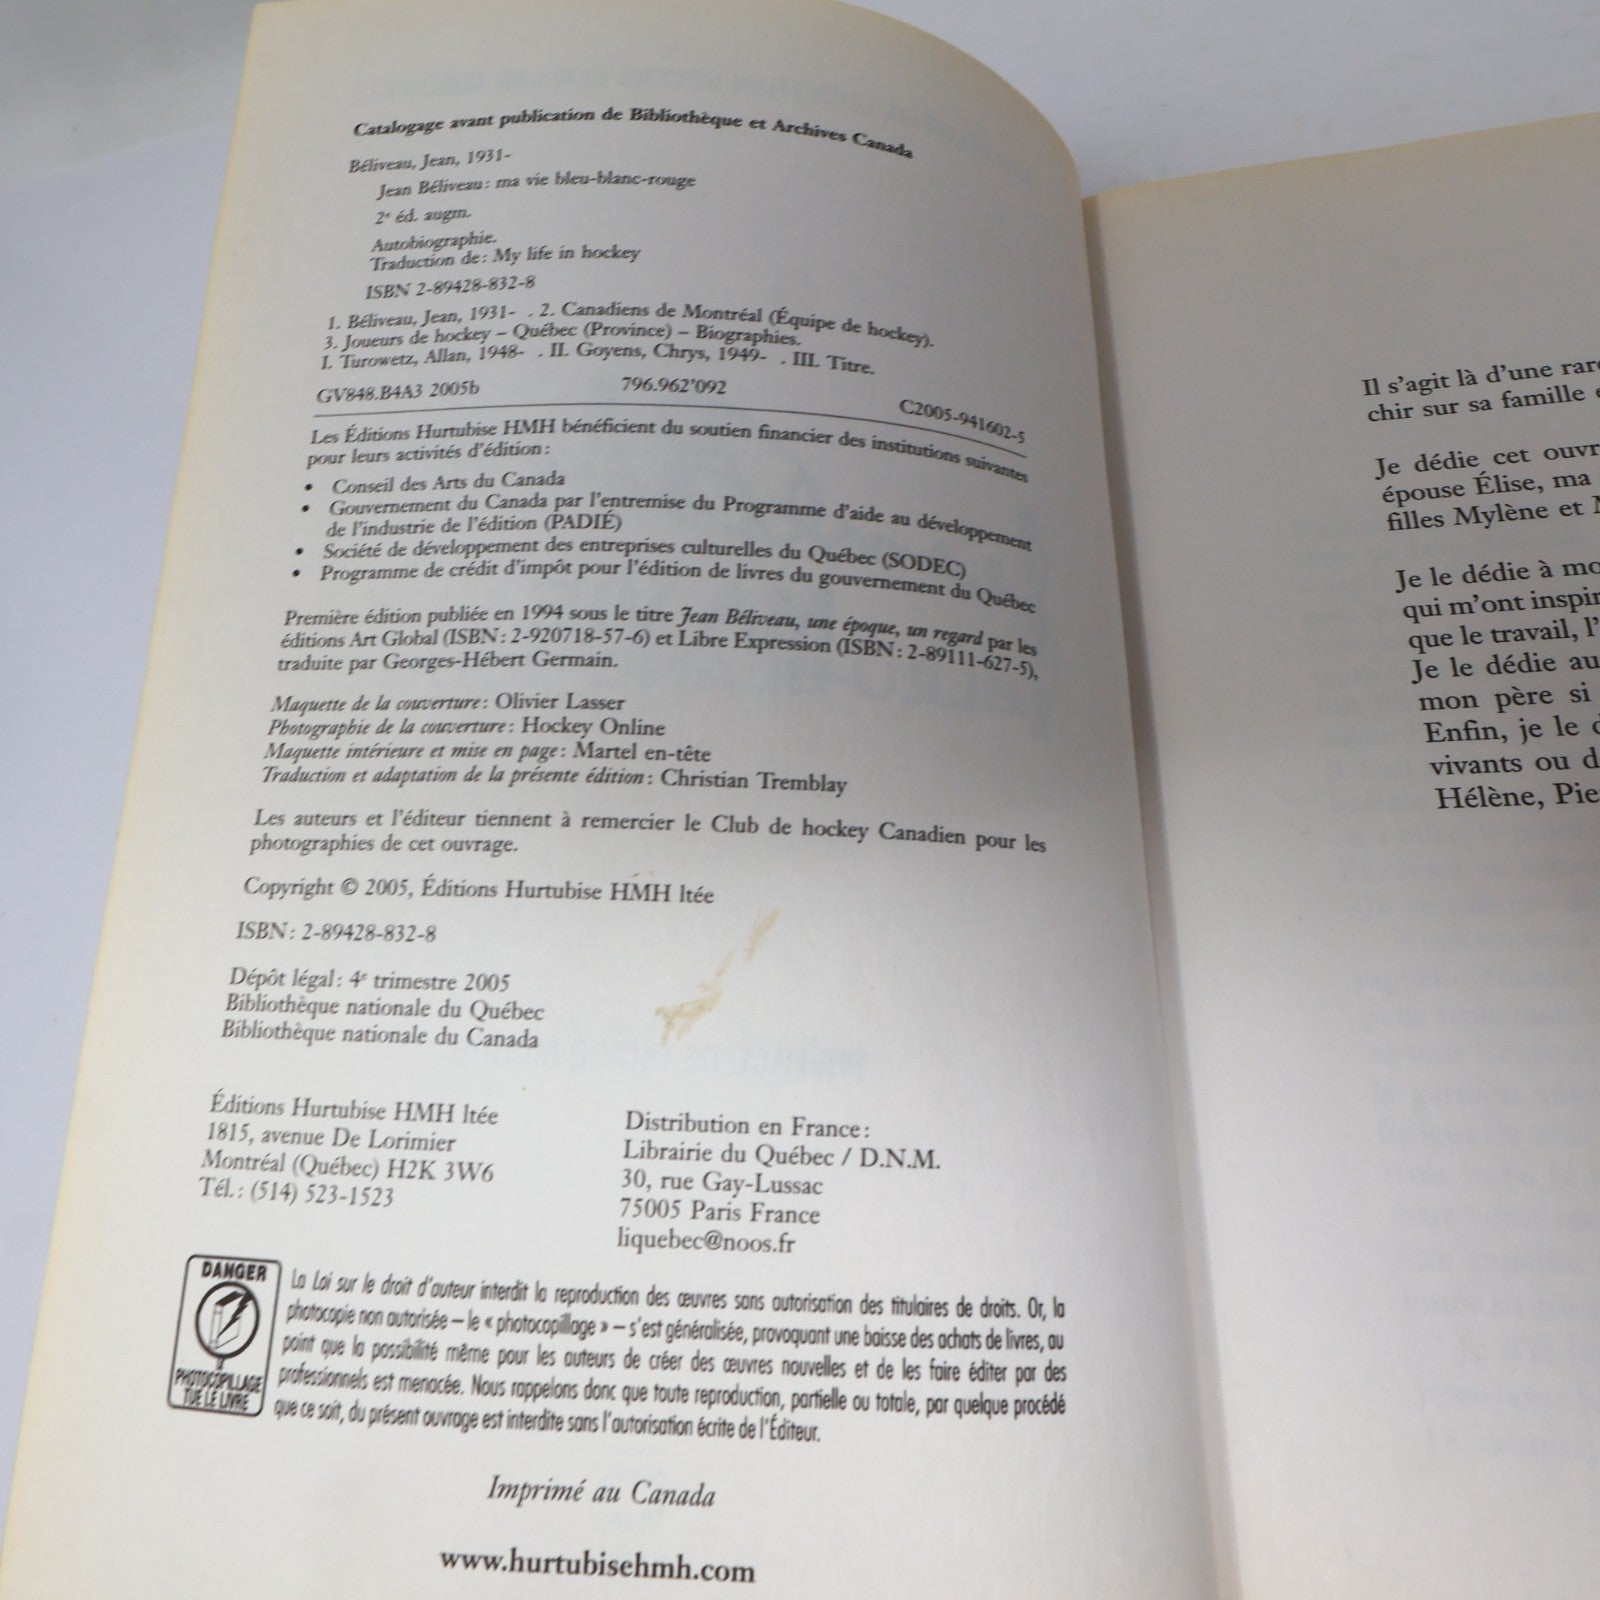 Catalogage avant publication de Bibliothèque et Archives Canada
Béliveau, Jean, 1931-
Jean Béliveau : ma vie bleu-blanc-rouge
2e éd. augm.
Autobiographie.
Traduction de : My life in hockey
ISBN 2-89428-832-8
1. Béliveau, Jean, 1931- . 2. Canadiens de Montréal (Équipe de hockey).
3. Joueurs de hockey – Québec (Province) – Biographies.
I. Turowetz, Allan, 1948- . II. Goyens, Chrys, 1949- . III. Titre.
GV848.B4A3 2005b 796.962'092 C2005-941602-5
Les Éditions Hurtubise HMH bénéficient du soutien financier des institutions suivantes
pour leurs activités d'édition :
• Conseil des Arts du Canada
• Gouvernement du Canada par l'entremise du Programme d'aide au développement
de l'industrie de l'édition (PADIÉ)
• Société de développement des entreprises culturelles du Québec (SODEC)
• Programme de crédit d'impôt pour l'édition de livres du gouvernement du Québec
Première édition publiée en 1994 sous le titre Jean Béliveau, une époque, un regard par les
éditions Art Global (ISBN : 2-920718-57-6) et Libre Expression (ISBN : 2-89111-627-5),
traduite par Georges-Hébert Germain.
Maquette de la couverture : Olivier Lasser
Photographie de la couverture : Hockey Online
Maquette intérieure et mise en page : Martel en-tête
Traduction et adaptation de la présente édition : Christian Tremblay
Les auteurs et l'éditeur tiennent à remercier le Club de hockey Canadien pour les
photographies de cet ouvrage.
Copyright © 2005, Éditions Hurtubise HMH ltée
ISBN : 2-89428-832-8
Dépôt légal : 4e trimestre 2005
Bibliothèque nationale du Québec
Bibliothèque nationale du Canada
Éditions Hurtubise HMH ltée
1815, avenue De Lorimier
Montréal (Québec) H2K 3W6
Tél. : (514) 523-1523
Distribution en France :
Librairie du Québec / D.N.M.
30, rue Gay-Lussac
75005 Paris France
liquebec@noos.fr
DANGER
LE
PHOTOCOPILLAGE
TUE LE LIVRE
La Loi sur le droit d'auteur interdit la reproduction des œuvres sans autorisation des titulaires de droits. Or, la
photocopie non autorisée – le « photocopillage » – s'est généralisée, provoquant une baisse des achats de livres, au
point que la possibilité même pour les auteurs de créer des œuvres nouvelles et de les faire éditer par des
professionnels est menacée. Nous rappelons donc que toute reproduction, partielle ou totale, par quelque procédé
que ce soit, du présent ouvrage est interdite sans l'autorisation écrite de l'Éditeur.
Imprimé au Canada
www.hurtubisehmh.com
Il s'agit là d'une rar
chir sur sa famille
Je dédie cet ouvr
épouse Élise, ma
filles Mylène et
Je le dédie à mo
qui m'ont inspir
que le travail, l'
Je le dédie au
mon père si
Enfin, je le d
vivants ou d
Hélène, Pie